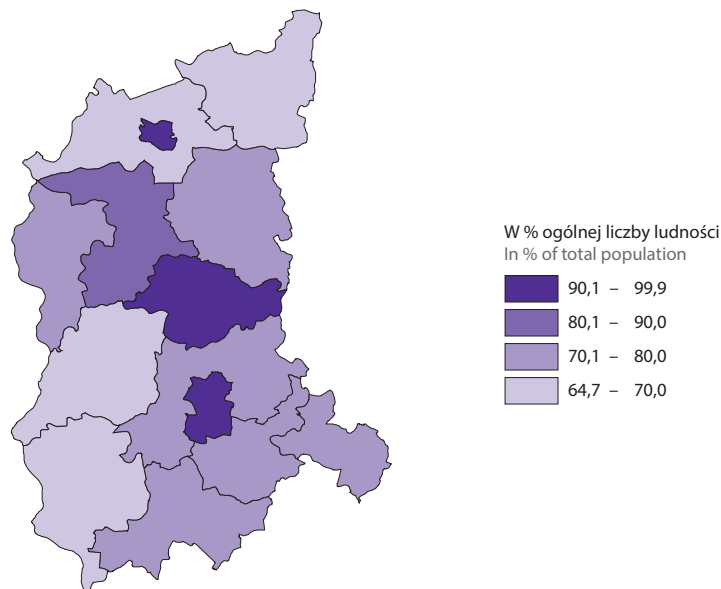 W % ogólnej liczby ludności
In % of total population
90,1 – 99,9
80,1 – 90,0
70,1 – 80,0
64,7 – 70,0